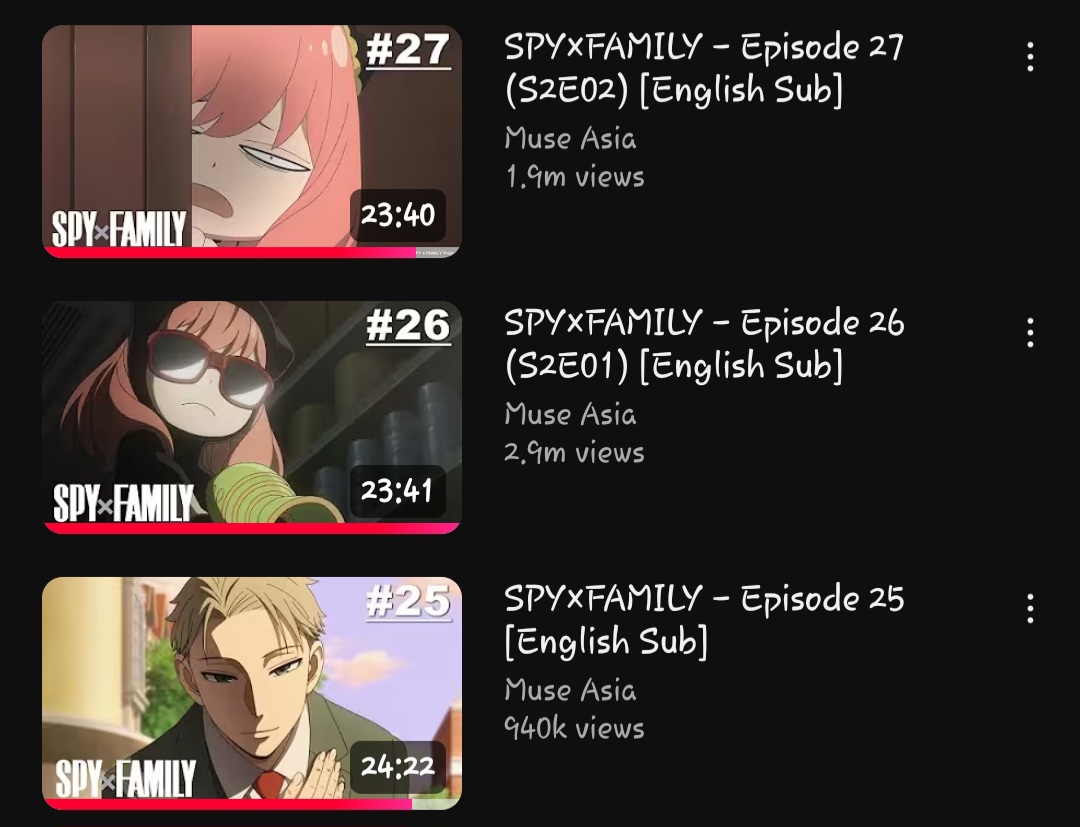 #27
SPY×FAMILY
23:40
SPY×FAMILY - Episode 27
(S2E02) [English Sub]
Muse Asia
1.9m views
#26
SPY×FAMILY
23:41
SPY×FAMILY - Episode 26
(S2E01) [English Sub]
Muse Asia
2.9m views
#25
SPY×FAMILY
24:22
SPY×FAMILY - Episode 25
[English Sub]
Muse Asia
940k views